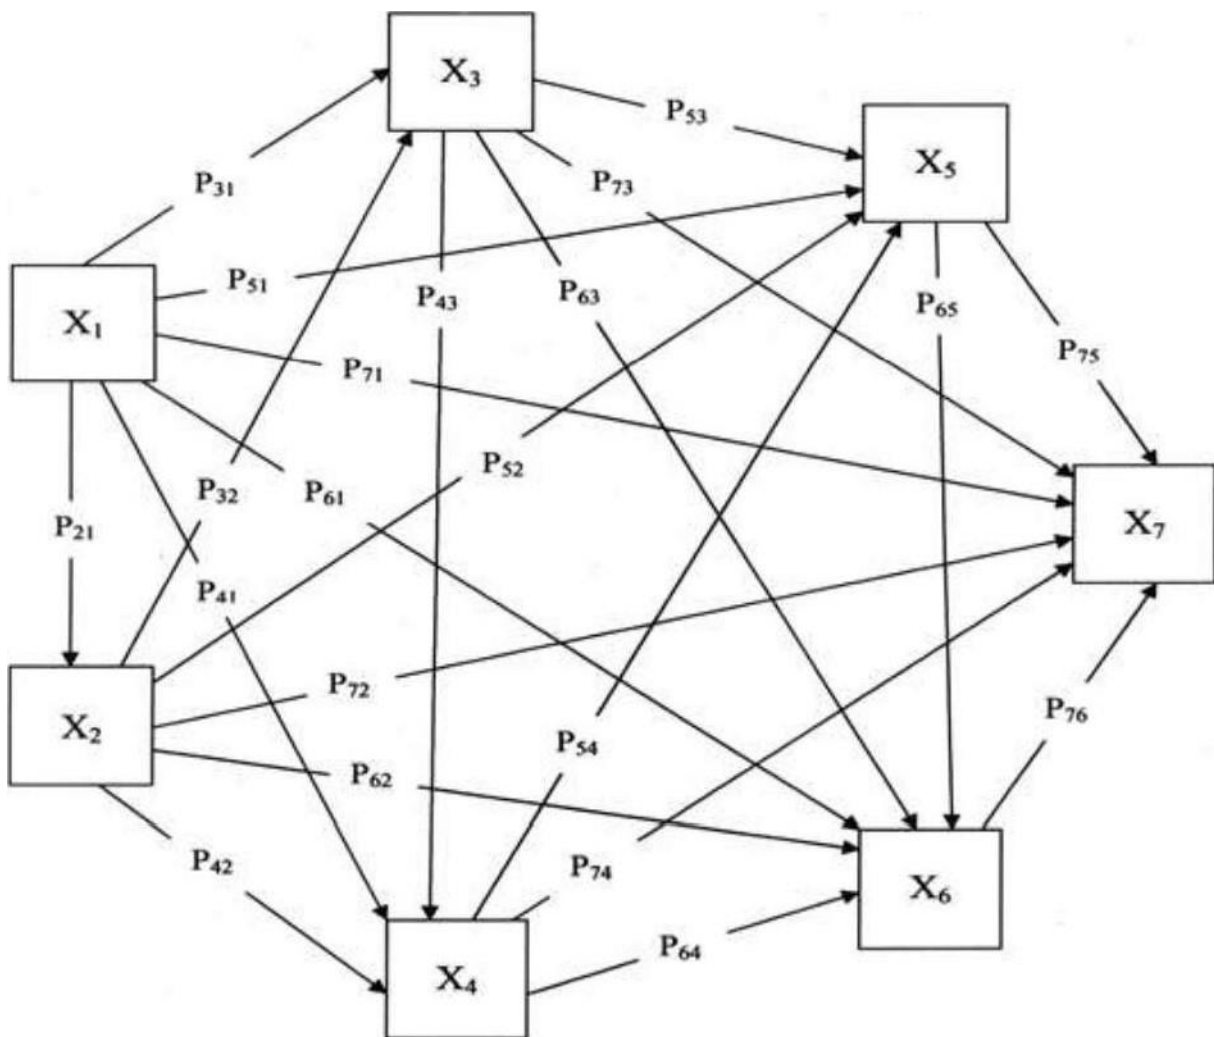 X₃
P₅₃
X₅
P₃₁
P₇₃
P₅₁
P₄₃
P₆₃
P₆₅
X₁
P₇₁
P₇₅
P₅₂
P₃₂
P₆₁
P₂₁
X₇
P₄₁
P₇₂
P₇₆
X₂
P₅₄
P₆₂
P₄₂
P₇₄
X₆
P₆₄
X₄